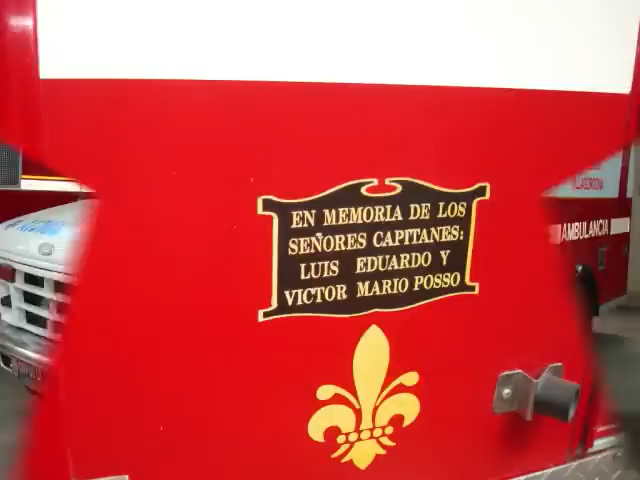 EN MEMORIA DE LOS
SEÑORES CAPITANES:
LUIS EDUARDO Y
VICTOR MARIO POSSO
AMBULANCIA